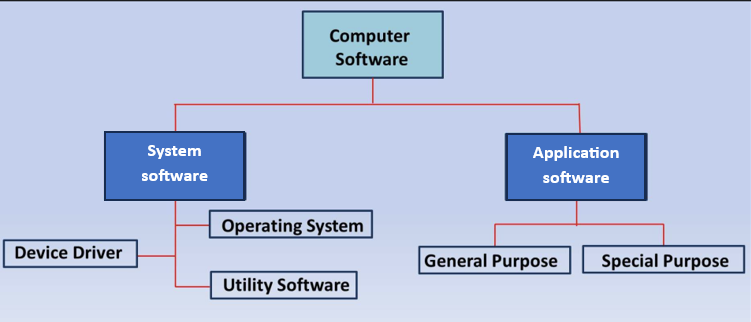 Computer
Software
System
software
Application
software
Operating System
Device Driver
Utility Software
General Purpose
Special Purpose